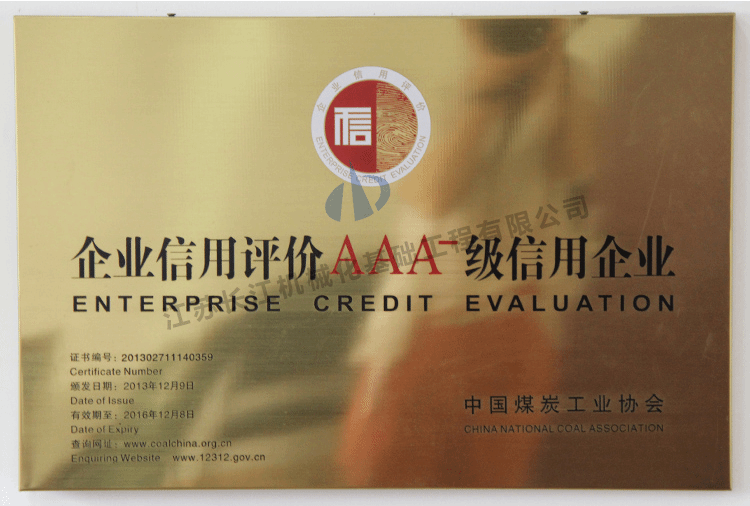 企业信用评价
信
ENTERPRISE CREDIT EVALUATION
企业信用评价AAA⁻级信用企业
ENTERPRISE CREDIT EVALUATION
江苏长江机械化基础工程有限公司
证书编号：201302711140359
Certificate Number
颁发日期：2013年12月9日
Date of Issue
有效期至：2016年12月8日
Date of Expiry
查询网址：www.coalchina.org.cn
Enquiring Website www.12312.gov.cn
中国煤炭工业协会
CHINA NATIONAL COAL ASSOCIATION